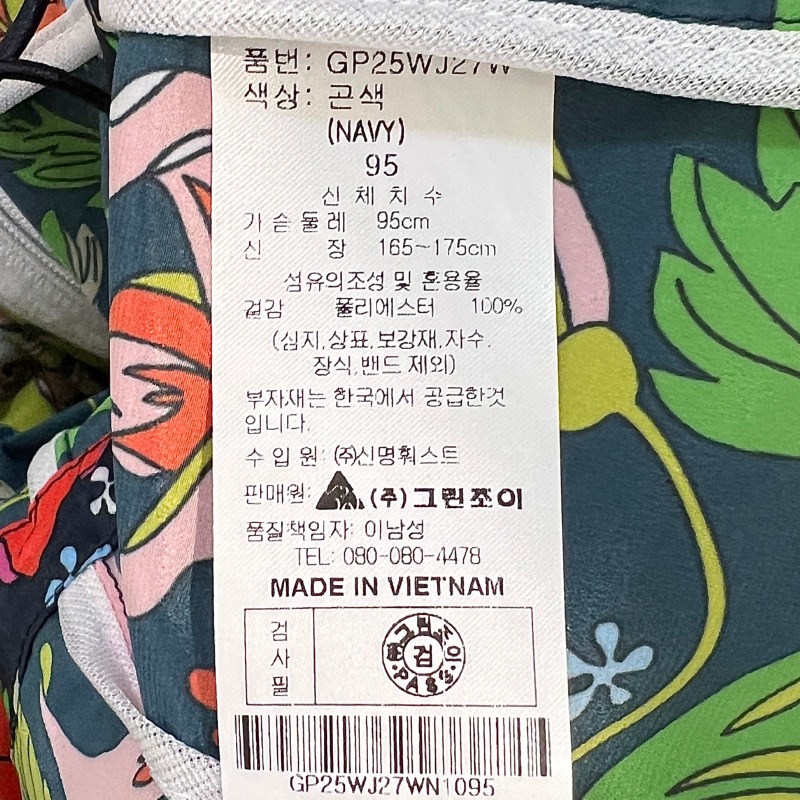 품번: GP25WJ27W
색상: 곤색
(NAVY)
95
신 체 치 수
가슴둘레 95cm
신 장 165~175cm
섬유의조성 및 혼용율
겉감 폴리에스터 100%
(심지,상표,보강재,자수,
장식,밴드 제외)
부자재는 한국에서 공급한것
입니다.
수 입 원: (주)신명훠스트
판매원: (주)그린조이
품질책임자: 이남성
TEL: 080-080-4478
MADE IN VIETNAM
검
사
필
검
PASS
GP25WJ27WN1095